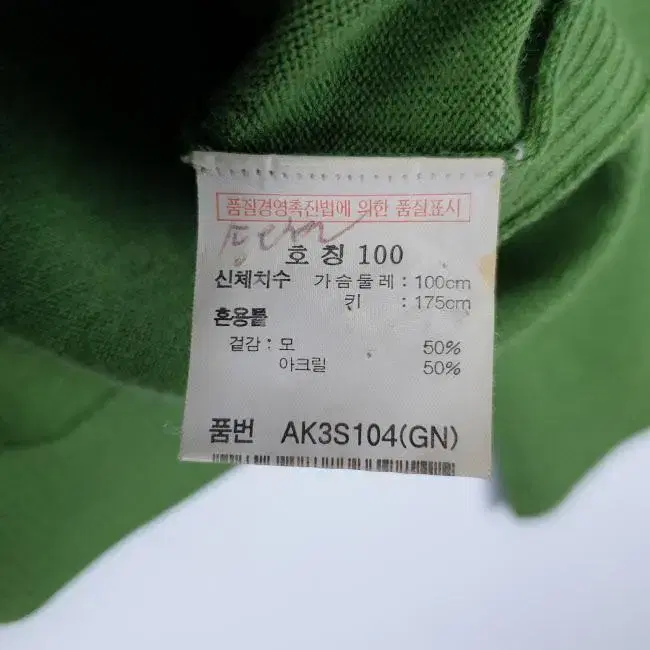 품질경영촉진법에 의한 품질표시
호칭 100
신체치수 가슴둘레 : 100cm
키 : 175cm
혼용률
겉감 : 모 50%
아크릴 50%
품번 AK3S104(GN)